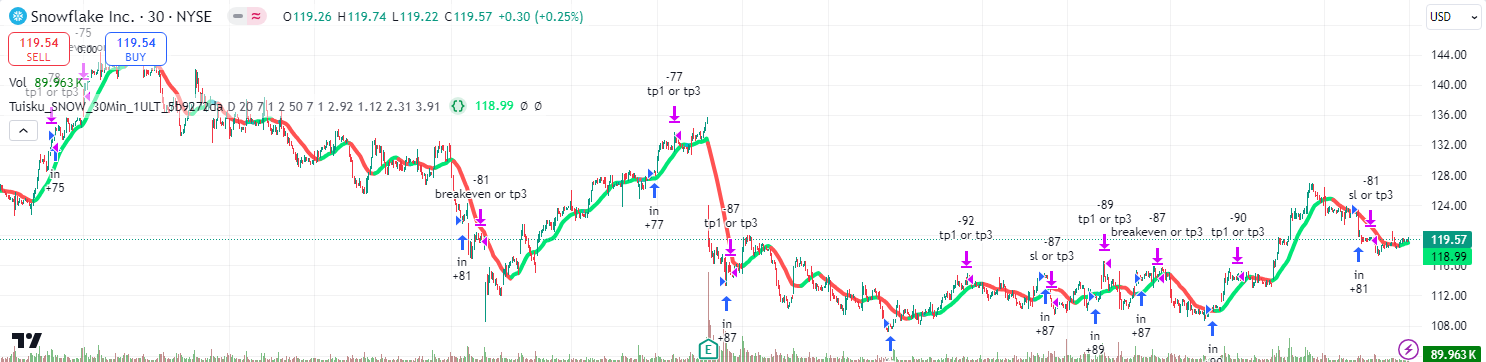 Snowflake Inc. · 30 · NYSE
O119.26 H119.74 L119.22 C119.57 +0.30 (+0.25%)
USD
119.54
SELL
119.54
BUY
-75
0.00
Vol 89.963 K
tp1 or tp3
Tuisku_SNOW_30Min_1ULT_5b9272da D 20 7 1 2 50 7 1 2.92 1.12 2.31 3.91 {} 118.99 ∅ ∅
in
+75
-81
breakeven or tp3
in
+81
-77
tp1 or tp3
in
+77
-87
tp1 or tp3
in
+87
-92
tp1 or tp3
-87
sl or tp3
in
+87
-89
tp1 or tp3
in
+89
-87
breakeven or tp3
in
+87
-90
tp1 or tp3
in
-81
sl or tp3
in
+81
144.00
140.00
136.00
132.00
128.00
124.00
119.57
118.99
116.00
112.00
108.00
89.963 K
E